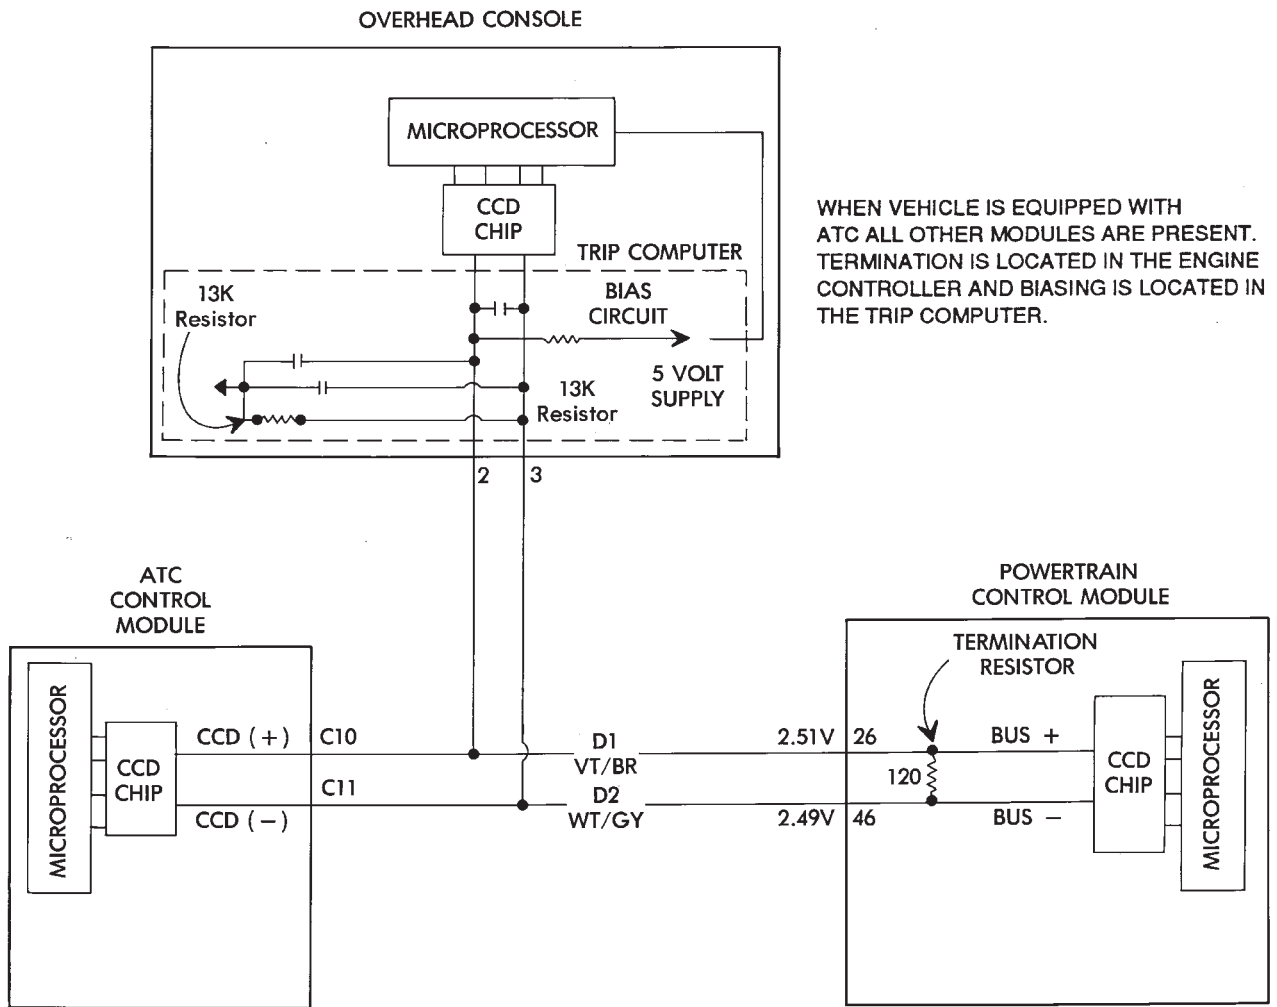 OVERHEAD CONSOLE
MICROPROCESSOR
CCD
CHIP
TRIP COMPUTER
13K
Resistor
BIAS
CIRCUIT
5 VOLT
SUPPLY
13K
Resistor
2
3
WHEN VEHICLE IS EQUIPPED WITH
ATC ALL OTHER MODULES ARE PRESENT.
TERMINATION IS LOCATED IN THE ENGINE
CONTROLLER AND BIASING IS LOCATED IN
THE TRIP COMPUTER.
ATC
CONTROL
MODULE
MICROPROCESSOR
CCD
CHIP
CCD (+)
C10
C11
CCD (−)
D1
VT/BR
D2
WT/GY
POWERTRAIN
CONTROL MODULE
TERMINATION
RESISTOR
2.51V
26
BUS +
120
2.49V
46
BUS −
CCD
CHIP
MICROPROCESSOR